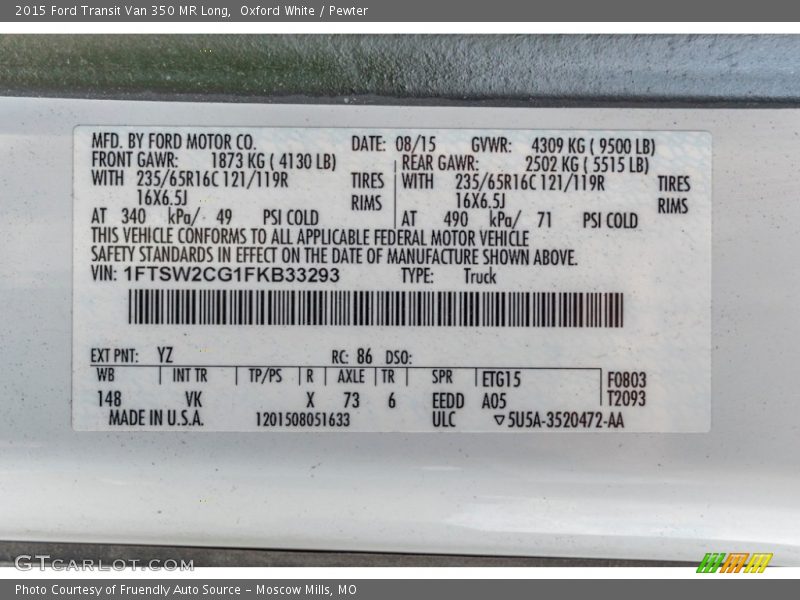 2015 Ford Transit Van 350 MR Long, Oxford White / Pewter
MFD. BY FORD MOTOR CO. DATE: 08/15 GVWR: 4309 KG ( 9500 LB)
FRONT GAWR: 1873 KG ( 4130 LB) REAR GAWR: 2502 KG ( 5515 LB)
WITH 235/65R16C 121/119R TIRES WITH 235/65R16C 121/119R TIRES
16X6.5J RIMS 16X6.5J RIMS
AT 340 kPa/ 49 PSI COLD AT 490 kPa/ 71 PSI COLD
THIS VEHICLE CONFORMS TO ALL APPLICABLE FEDERAL MOTOR VEHICLE
SAFETY STANDARDS IN EFFECT ON THE DATE OF MANUFACTURE SHOWN ABOVE.
VIN: 1FTSW2CG1FKB33293 TYPE: Truck
EXT PNT: YZ RC: 86 DSO:
WB INT TR TP/PS R AXLE TR SPR ETG15 F0803
148 VK X 73 6 EEDD A05 T2093
MADE IN U.S.A. 1201508051633 ULC 5U5A-3520472-AA
GTCARLOT.COM
Photo Courtesy of Fruendly Auto Source – Moscow Mills, MO